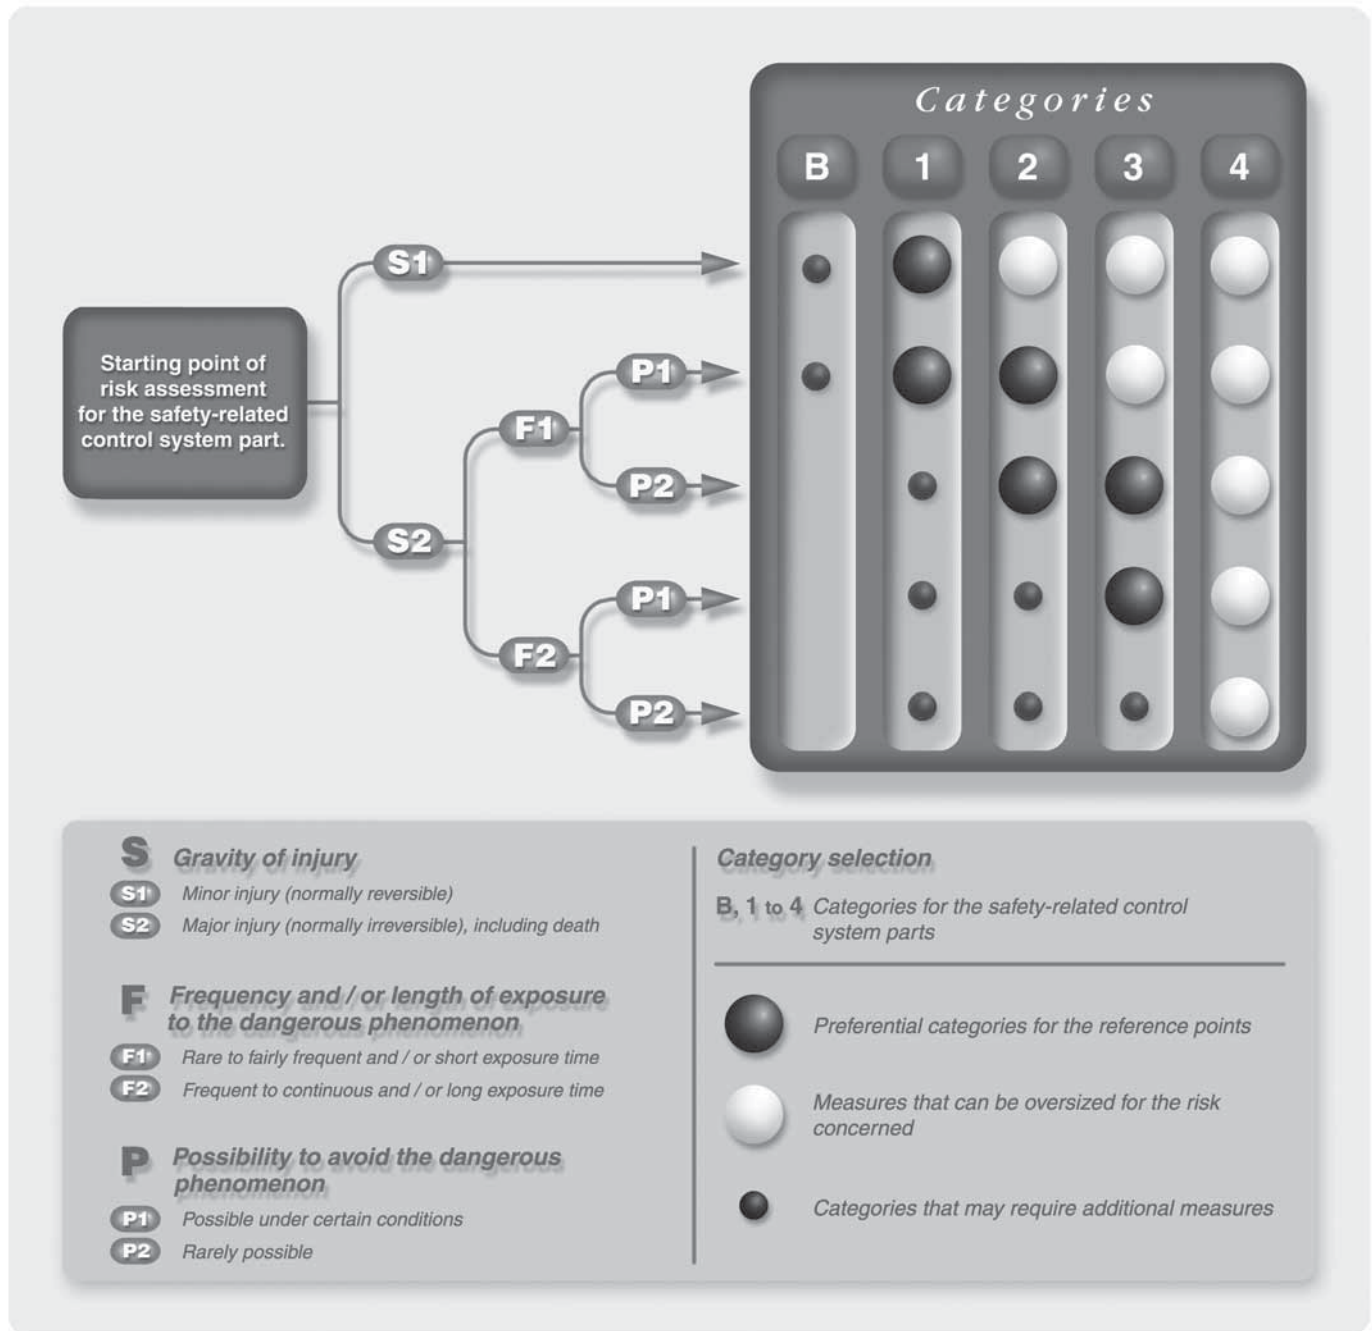 Categories
B 1 2 3 4
S1
Starting point of
risk assessment
for the safety-related
control system part.
P1
F1
P2
S2
P1
F2
P2
S Gravity of injury
S1 Minor injury (normally reversible)
S2 Major injury (normally irreversible), including death
F Frequency and / or length of exposure
to the dangerous phenomenon
F1 Rare to fairly frequent and / or short exposure time
F2 Frequent to continuous and / or long exposure time
P Possibility to avoid the dangerous
phenomenon
P1 Possible under certain conditions
P2 Rarely possible
Category selection
B, 1 to 4 Categories for the safety-related control
system parts
Preferential categories for the reference points
Measures that can be oversized for the risk
concerned
Categories that may require additional measures